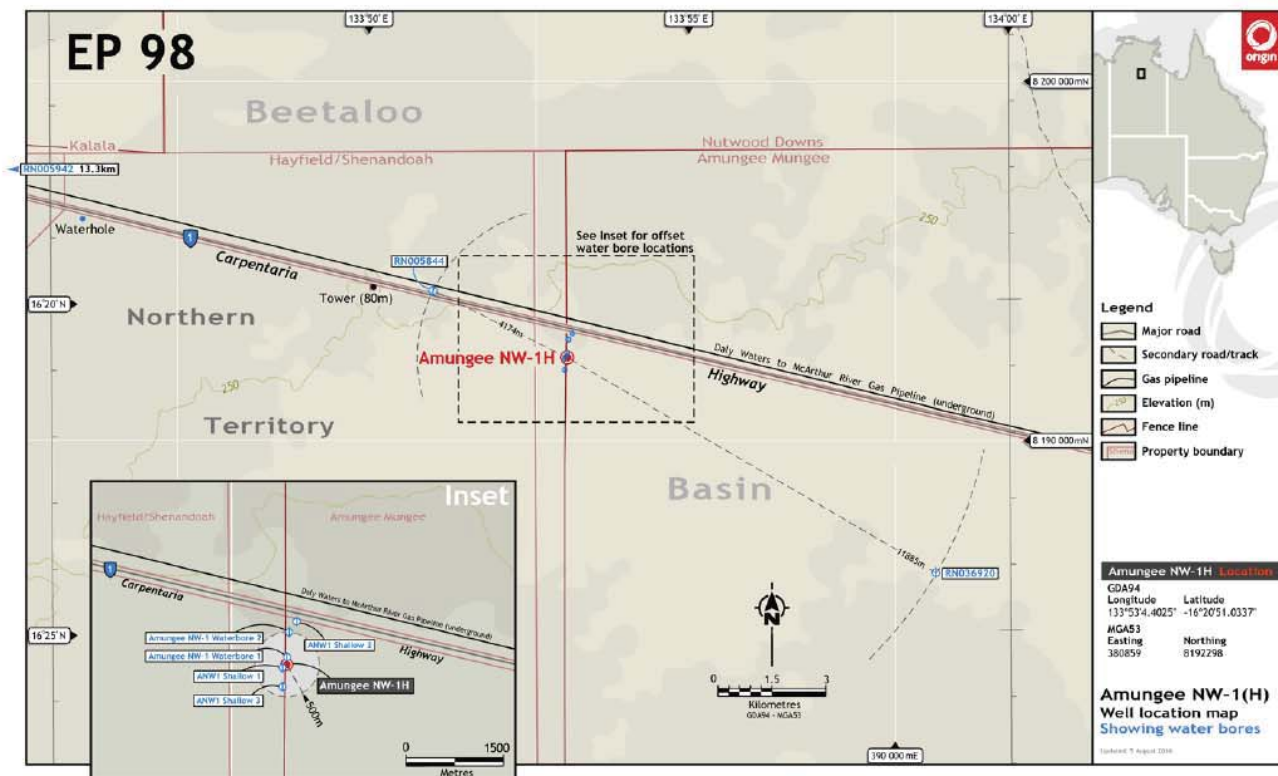 EP 98
133°50' E
133°55' E
134°00' E
origin
8 200 000mN
Beetaloo
Kalala
Hayfield/Shenandoah
Nutwood Downs
Amungee Mungee
RN005942 13.3km
250
Waterhole
1
Carpentaria
See Inset for offset
water bore locations
RN005844
Tower (80m)
16°20' N
Northern
4174m
Amungee NW-1H
Daly Waters to McArthur River Gas Pipeline (underground)
Highway
250
Territory
8 190 000mN
Basin
11885m
RN036920
Inset
Hayfield/Shenandoah
Amungee Mungee
1
Carpentaria
Daly Waters to McArthur River Gas Pipeline (underground)
Highway
Amungee NW-1 Waterbore 2
ANW1 Shallow 2
Amungee NW-1 Waterbore 1
ANW1 Shallow 1
Amungee NW-1H
ANW1 Shallow 3
500m
0 1500
Metres
16°25' N
N
0 1.5 3
Kilometres
GDA94 - MGA53
390 000 mE
Legend
Major road
Secondary road/track
Gas pipeline
250
Elevation (m)
Fence line
Property boundary
Amungee NW-1H Location
GDA94
Longitude Latitude
133°53'4.4025" -16°20'51.0337"
MGA53
Easting Northing
380859 8192298
Amungee NW-1(H)
Well location map
Showing water bores
Updated: 5 August 2016